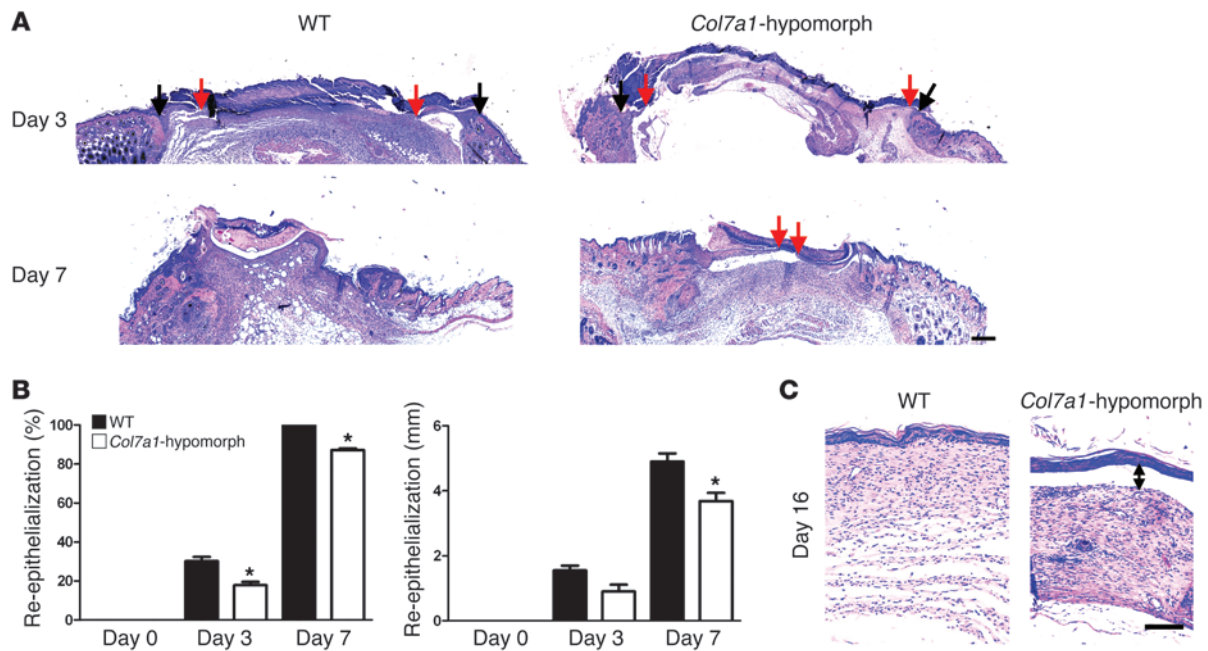 A
WT
Col7a1-hypomorph
Day 3
Day 7
B
WT
Col7a1-hypomorph
Re-epithelialization (%)
100
80
60
40
20
0
*
*
Day 0 Day 3 Day 7
Re-epithelialization (mm)
6
4
2
0
*
Day 0 Day 3 Day 7
C
WT
Col7a1-hypomorph
Day 16